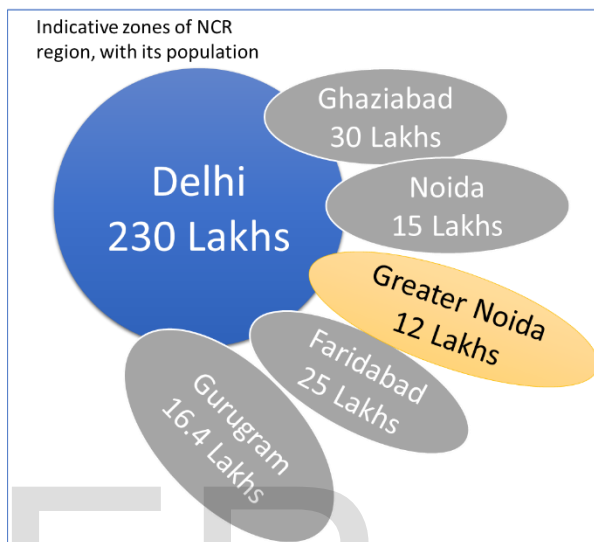 Indicative zones of NCR
region, with its population
Ghaziabad
30 Lakhs
Delhi
230 Lakhs
Noida
15 Lakhs
Greater Noida
12 Lakhs
Faridabad
25 Lakhs
Gurugram
16.4 Lakhs